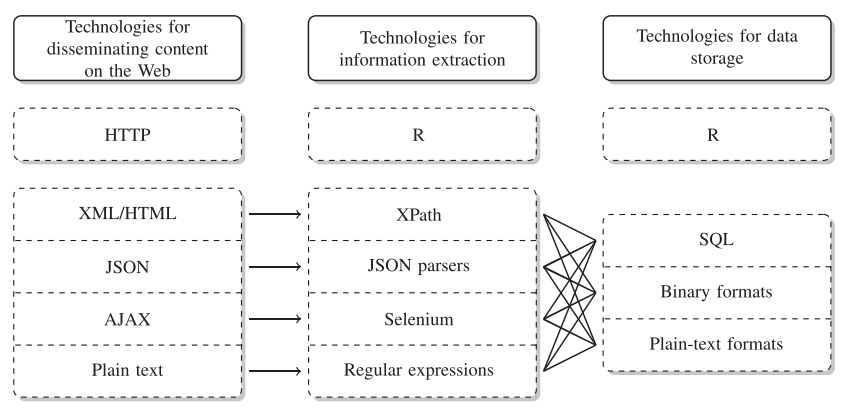 Technologies for
disseminating content
on the Web
Technologies for
information extraction
Technologies for data
storage
HTTP
R
R
XML/HTML
XPath
JSON
JSON parsers
AJAX
Selenium
Plain text
Regular expressions
SQL
Binary formats
Plain-text formats